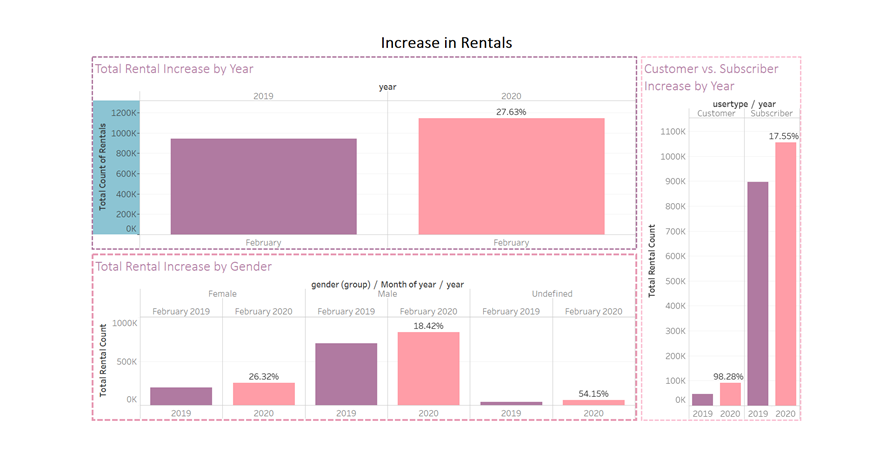 Increase in Rentals
Total Rental Increase by Year
year
2019 2020
27.63%
1200K
1000K
800K
600K
400K
200K
0K
Total Count of Rentals
February February
Total Rental Increase by Gender
gender (group) / Month of year / year
Female Male Undefined
February 2019 February 2020 February 2019 February 2020 February 2019 February 2020
1000K
500K
0K
Total Rental Count
26.32% 18.42% 54.15%
2019 2020 2019 2020 2019 2020
Customer vs. Subscriber
Increase by Year
usertype / year
Customer Subscriber
1100K
1000K
900K
800K
700K
600K
500K
400K
300K
200K
100K
0K
Total Rental Count
98.28% 17.55%
2019 2020 2019 2020